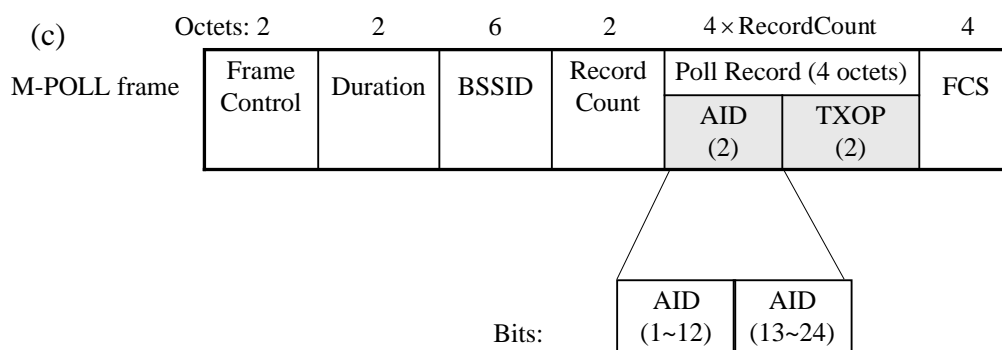 (c)
Octets: 2 2 6 2 4 × RecordCount 4
M-POLL frame
Frame Control
Duration
BSSID
Record Count
Poll Record (4 octets)
AID (2)
TXOP (2)
FCS
Bits:
AID (1~12)
AID (13~24)